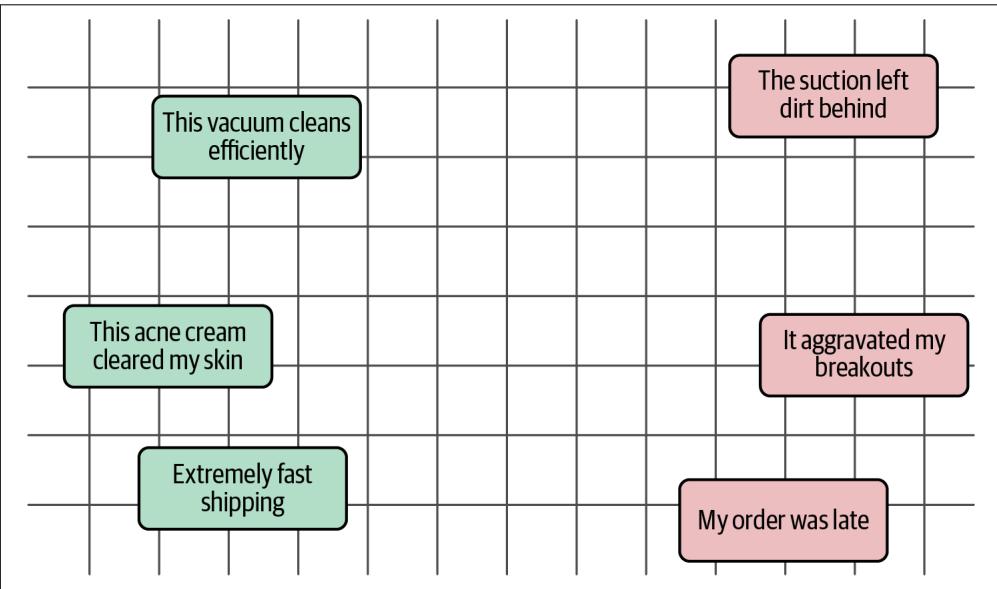 The suction left
dirt behind
This vacuum cleans
efficiently
This acne cream
cleared my skin
It aggravated my
breakouts
Extremely fast
shipping
My order was late